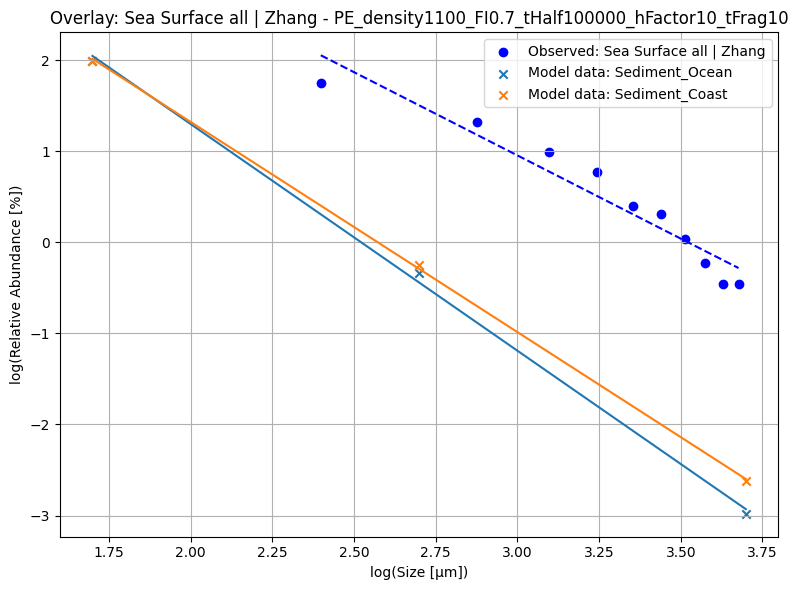 Overlay: Sea Surface all | Zhang - PE_density1100_FI0.7_tHalf100000_hFactor10_tFrag10
Observed: Sea Surface all | Zhang
Model data: Sediment_Ocean
Model data: Sediment_Coast
log(Relative Abundance [%])
2
1
0
−1
−2
−3
1.75
2.00
2.25
2.50
2.75
3.00
3.25
3.50
3.75
log(Size [μm])